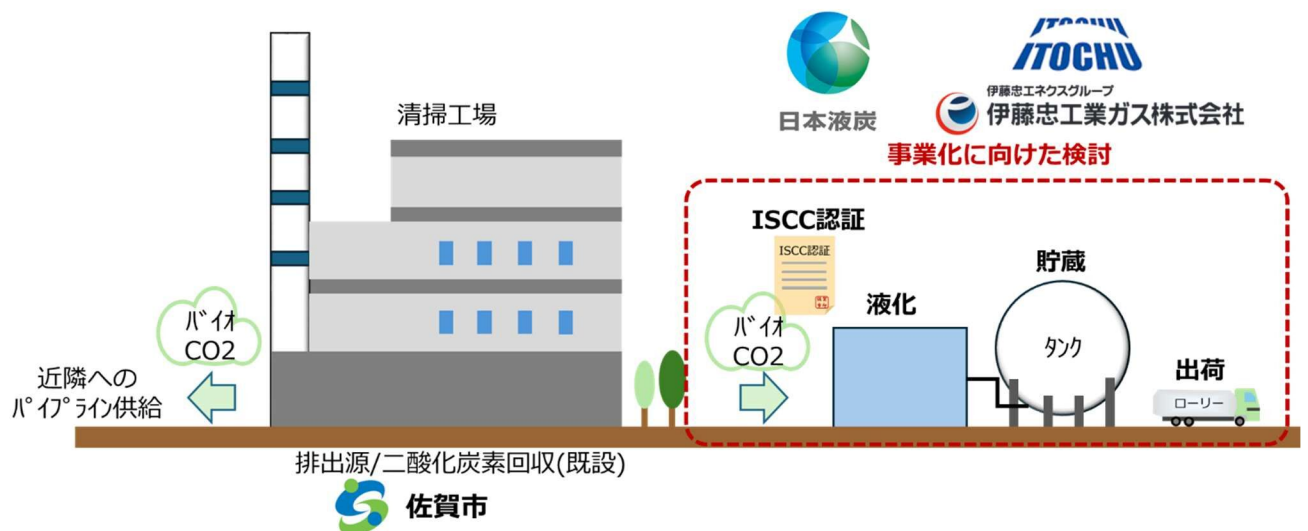 ITOCHU
伊藤忠エネクスグループ
伊藤忠工業ガス株式会社
日本液炭
事業化に向けた検討
清掃工場
ISCC認証
ISCC認証
貯蔵
液化
バイオ
CO2
バイオ
CO2
タンク
出荷
ローリー
近隣への
パイプライン供給
排出源/二酸化炭素回収(既設)
佐賀市